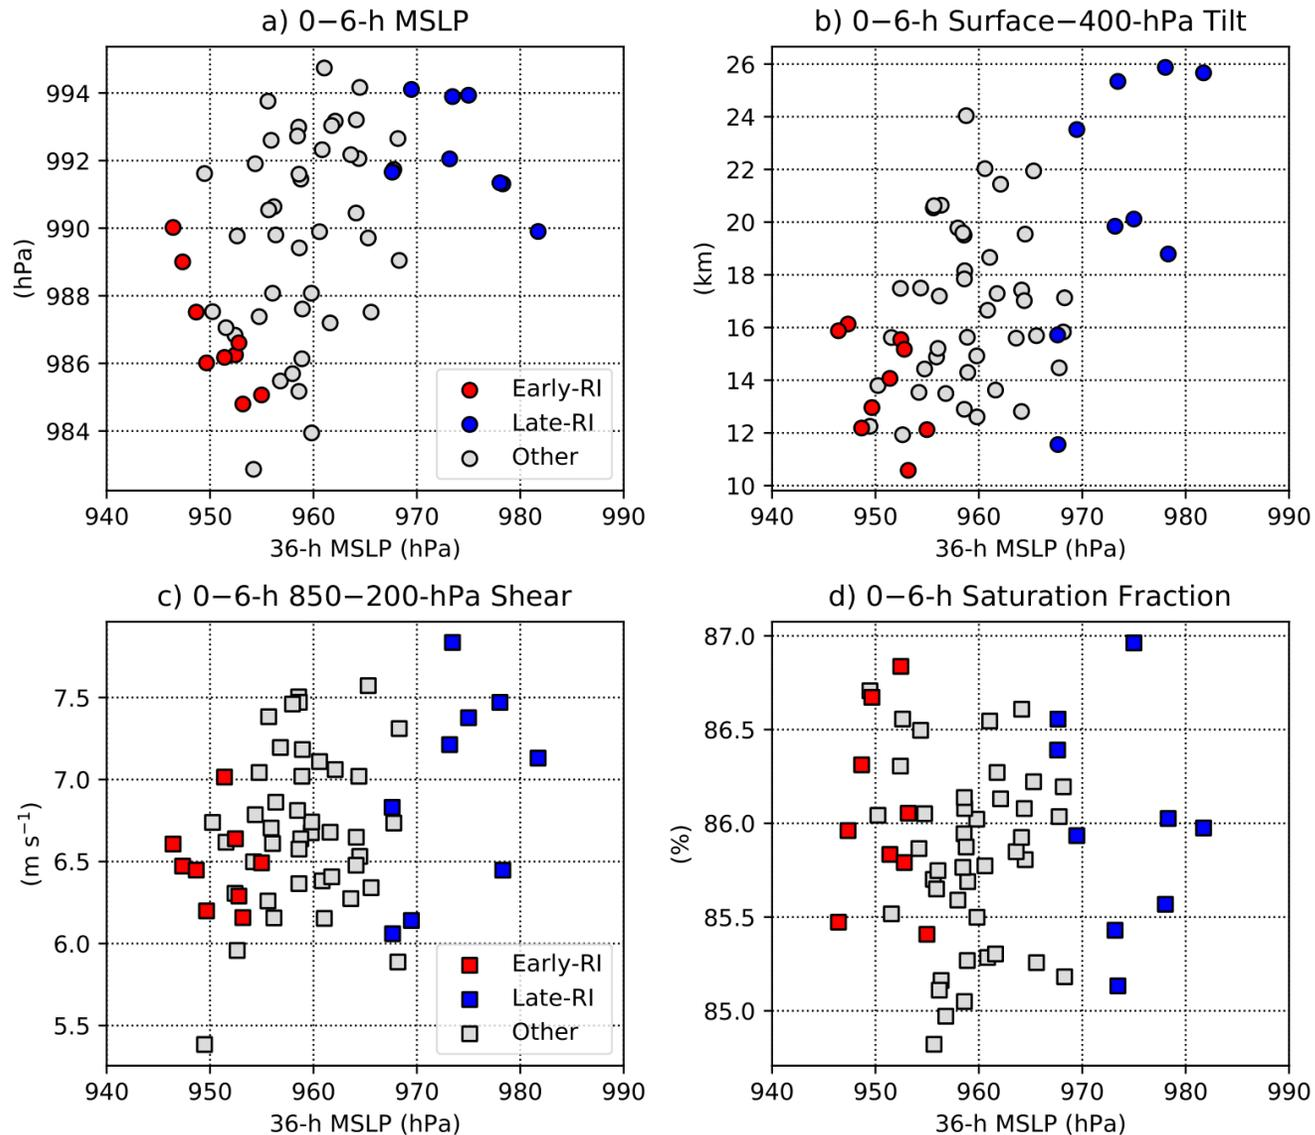 a) 0−6-h MSLP
(hPa)
994
992
990
988
986
984
Early-RI
Late-RI
Other
940 950 960 970 980 990
36-h MSLP (hPa)
b) 0−6-h Surface−400-hPa Tilt
(km)
26
24
22
20
18
16
14
12
10
940 950 960 970 980 990
36-h MSLP (hPa)
c) 0−6-h 850−200-hPa Shear
(m s⁻¹)
7.5
7.0
6.5
6.0
5.5
Early-RI
Late-RI
Other
940 950 960 970 980 990
36-h MSLP (hPa)
d) 0−6-h Saturation Fraction
(%)
87.0
86.5
86.0
85.5
85.0
940 950 960 970 980 990
36-h MSLP (hPa)